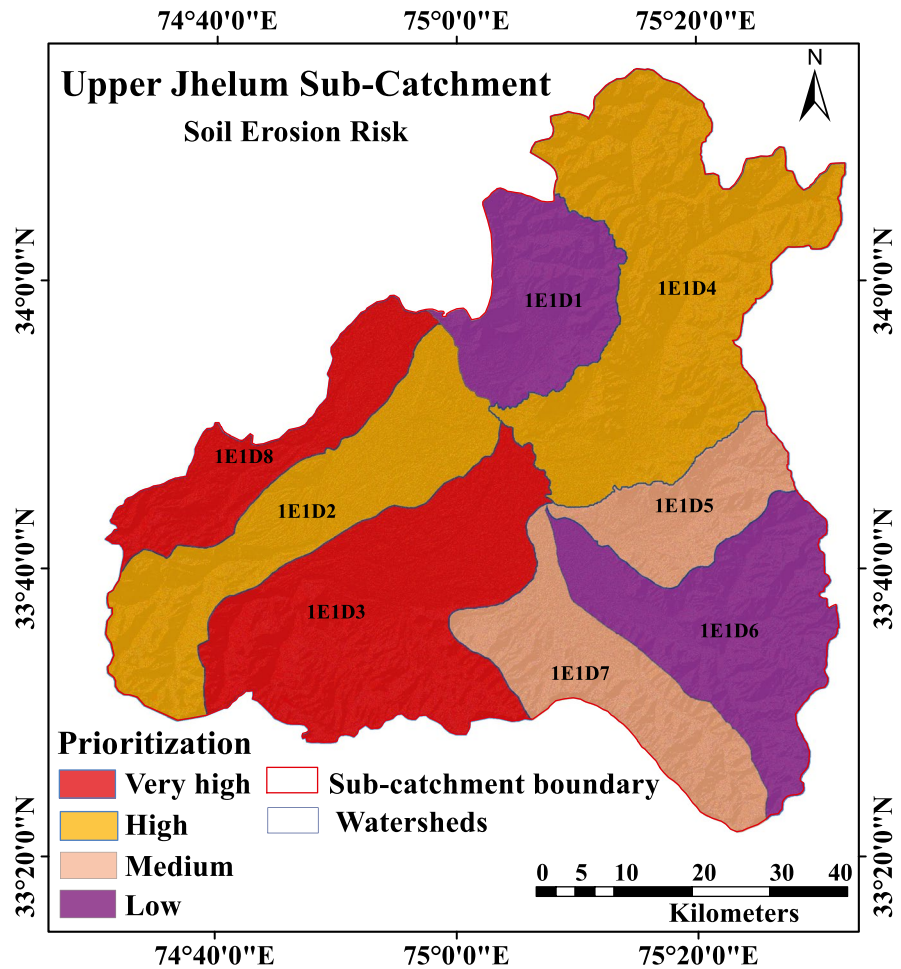 74°40'0"E 75°0'0"E 75°20'0"E
N
Upper Jhelum Sub-Catchment
Soil Erosion Risk
34°0'0"N
34°0'0"N
1E1D1
1E1D4
1E1D8
1E1D2
1E1D5
33°40'0"N
33°40'0"N
1E1D3
1E1D6
1E1D7
Prioritization
Very high
Sub-catchment boundary
High
Watersheds
Medium
Low
33°20'0"N
33°20'0"N
0 5 10 20 30 40
Kilometers
74°40'0"E 75°0'0"E 75°20'0"E